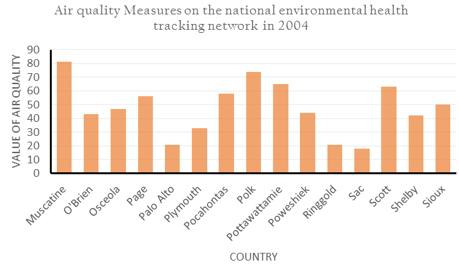 Air quality Measures on the national environmental health
tracking network in 2004
VALUE OF AIR QUALITY
90
80
70
60
50
40
30
20
10
0
Muscatine
O'Brien
Osceola
Page
Palo Alto
Plymouth
Pocahontas
Polk
Pottawattamie
Poweshiek
Ringgold
Sac
Scott
Shelby
Sioux
COUNTRY